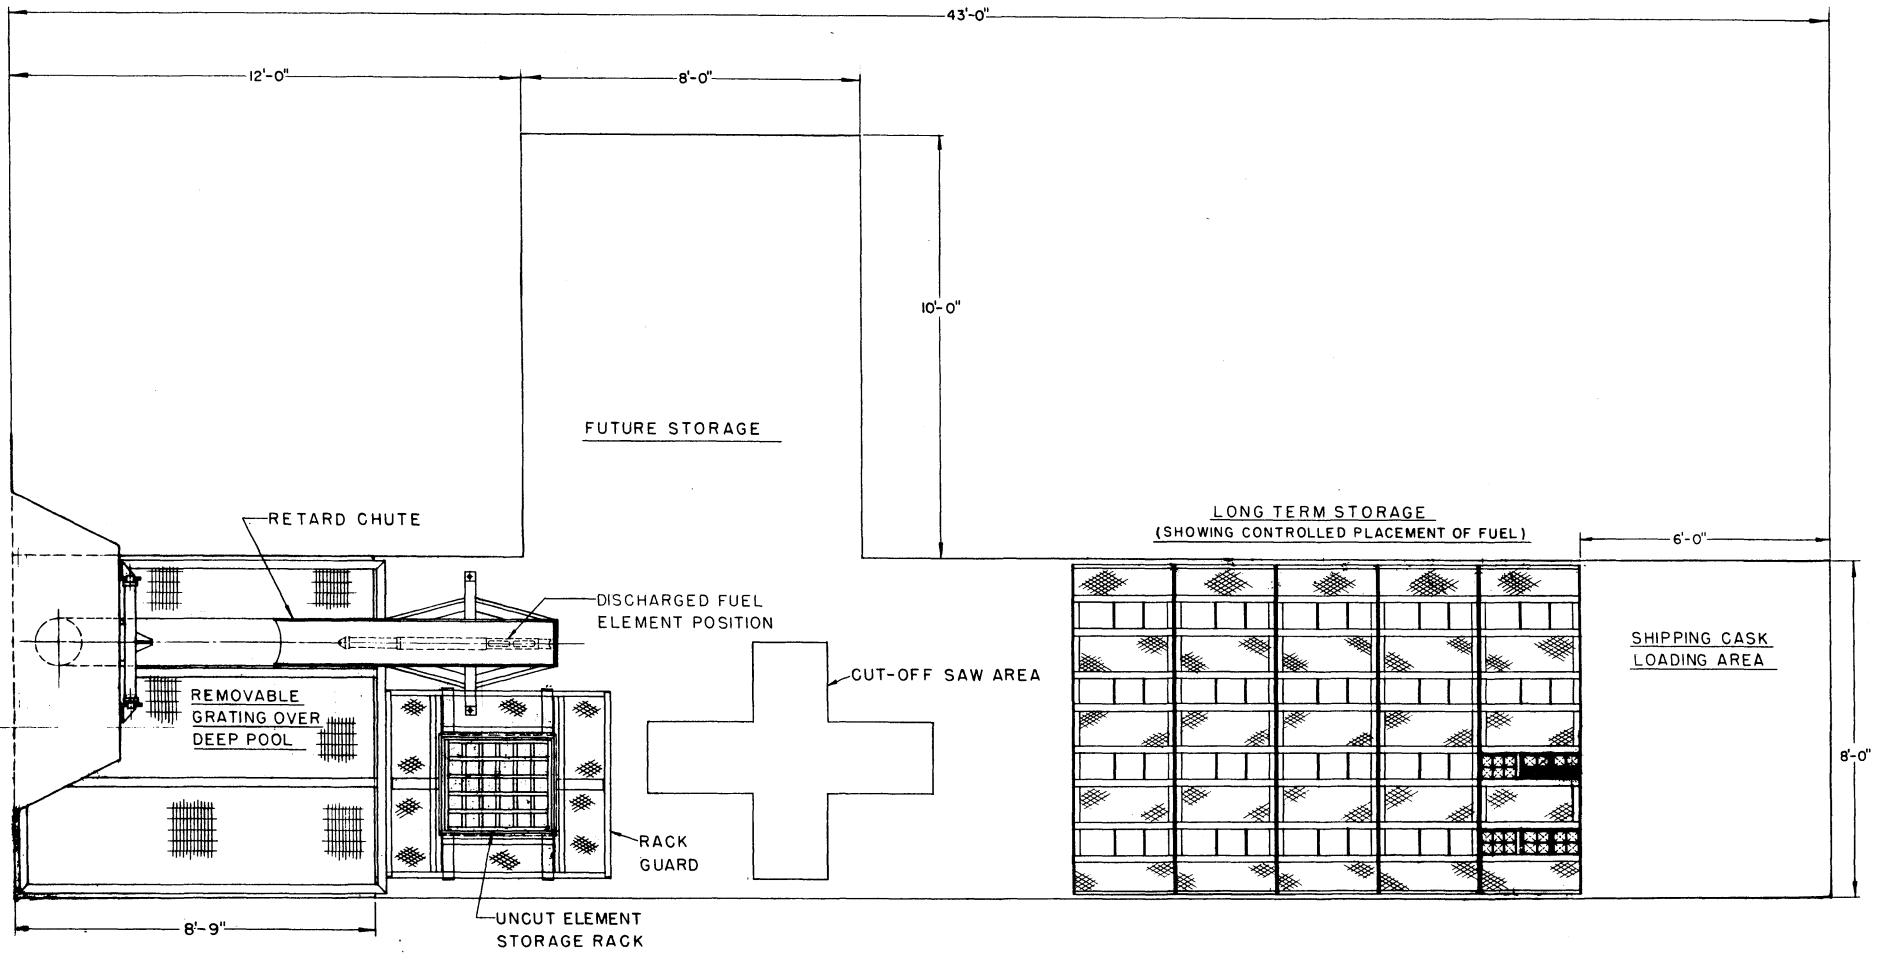 43'-0"
12'-0"
8'-0"
10'-0"
FUTURE STORAGE
RETARD CHUTE
LONG TERM STORAGE
(SHOWING CONTROLLED PLACEMENT OF FUEL)
6'-0"
DISCHARGED FUEL
ELEMENT POSITION
SHIPPING CASK
LOADING AREA
CUT-OFF SAW AREA
REMOVABLE
GRATING OVER
DEEP POOL
8'-0"
RACK
GUARD
8'-9"
UNCUT ELEMENT
STORAGE RACK